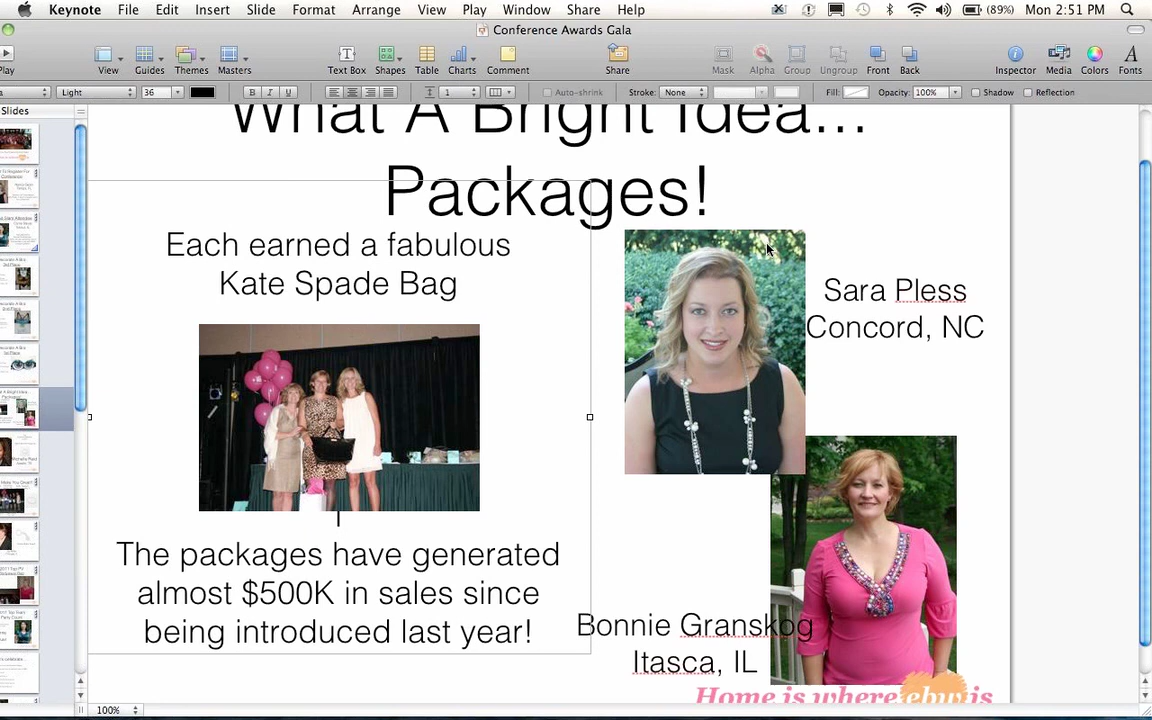 Keynote File Edit Insert Slide Format Arrange View Play Window Share Help (89%) Mon 2:51 PM
Conference Awards Gala
Play View Guides Themes Masters Text Box Shapes Table Charts Comment Share Mask Alpha Group Ungroup Front Back Inspector Media Colors Fonts
a Light 36 B I U 1 Auto-shrink Stroke: None Fill: Opacity: 100% Shadow Reflection
Slides
What A Bright Idea...
Packages!
Each earned a fabulous
Kate Spade Bag
Sara Pless
Concord, NC
The packages have generated
almost $500K in sales since
being introduced last year!
Bonnie Granskog
Itasca, IL
Home is where ebw is
100%